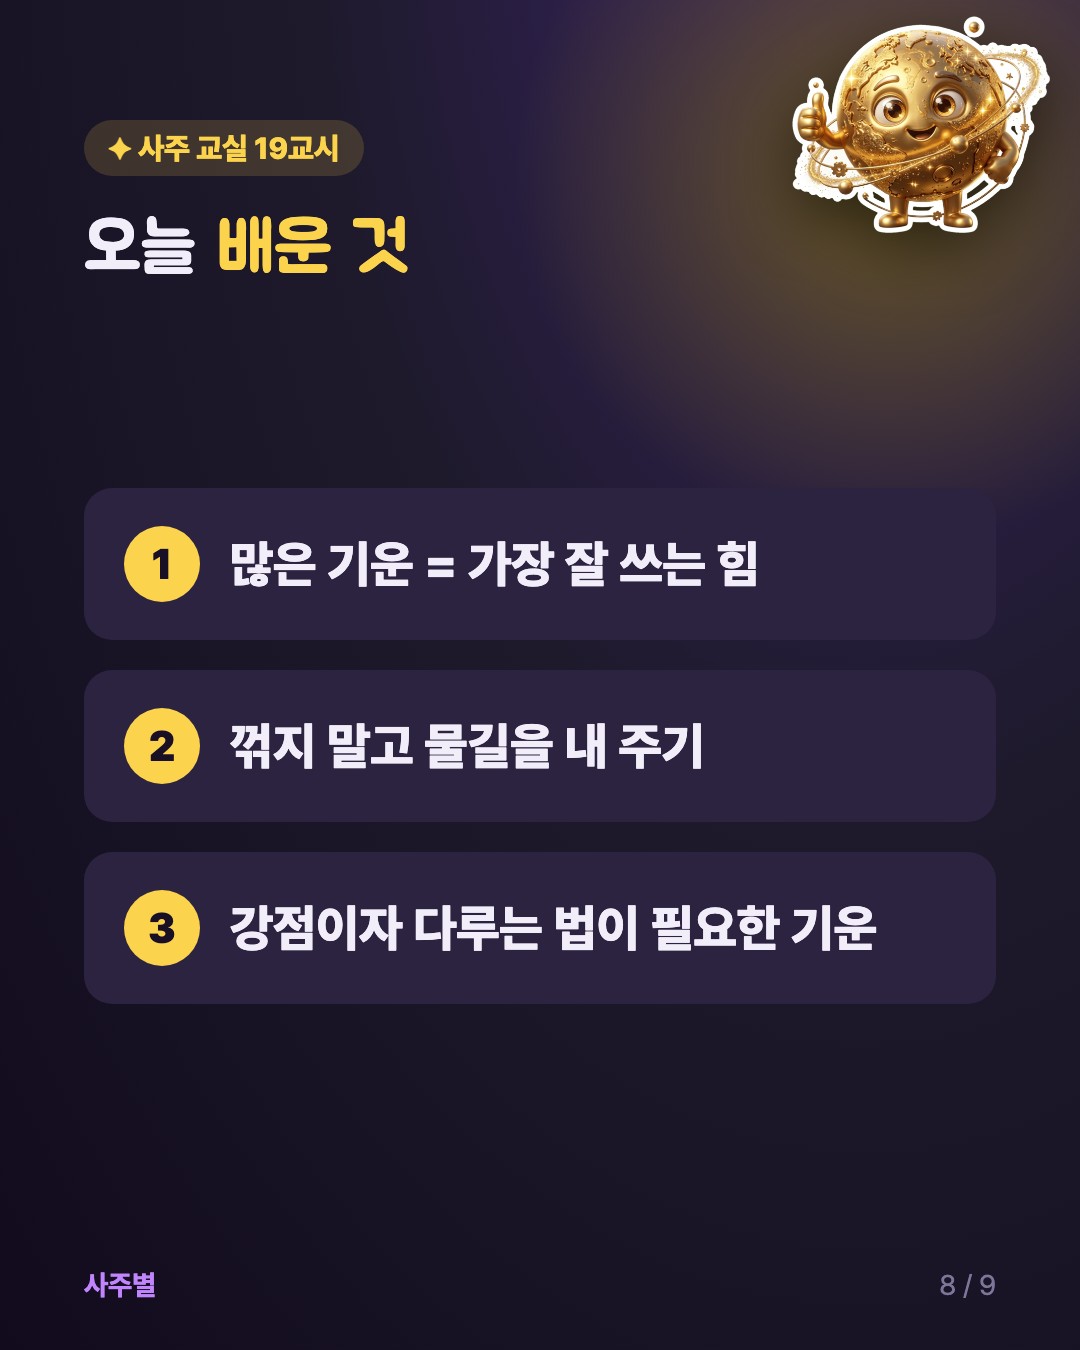 ✦ 사주 교실 19교시
오늘 배운 것
1 많은 기운 = 가장 잘 쓰는 힘
2 꺾지 말고 물길을 내 주기
3 강점이자 다루는 법이 필요한 기운
사주별
8 / 9